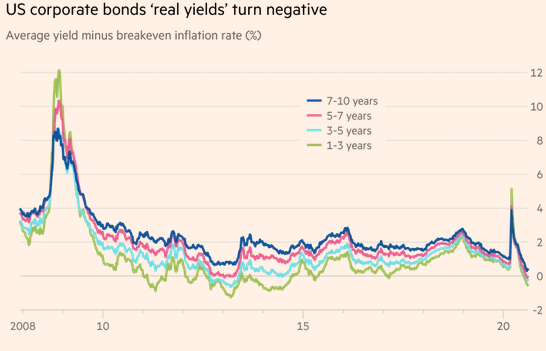 US corporate bonds ‘real yields’ turn negative
Average yield minus breakeven inflation rate (%)
7-10 years
5-7 years
3-5 years
1-3 years
12
10
8
6
4
2
0
-2
2008 10 15 20